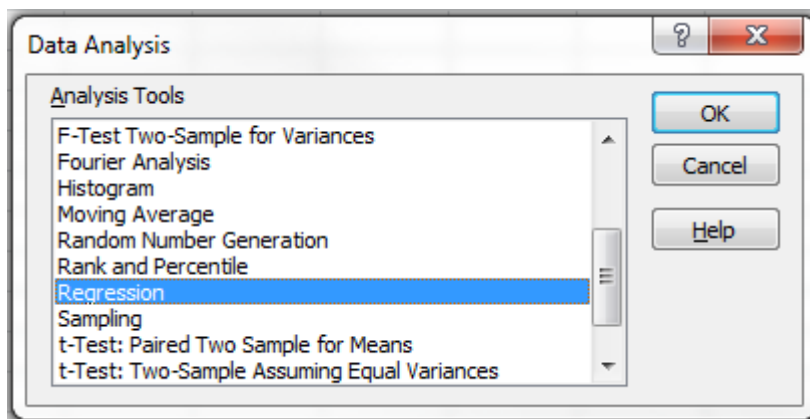 Data Analysis
?
Analysis Tools
F-Test Two-Sample for Variances
Fourier Analysis
Histogram
Moving Average
Random Number Generation
Rank and Percentile
Regression
Sampling
t-Test: Paired Two Sample for Means
t-Test: Two-Sample Assuming Equal Variances
OK
Cancel
Help